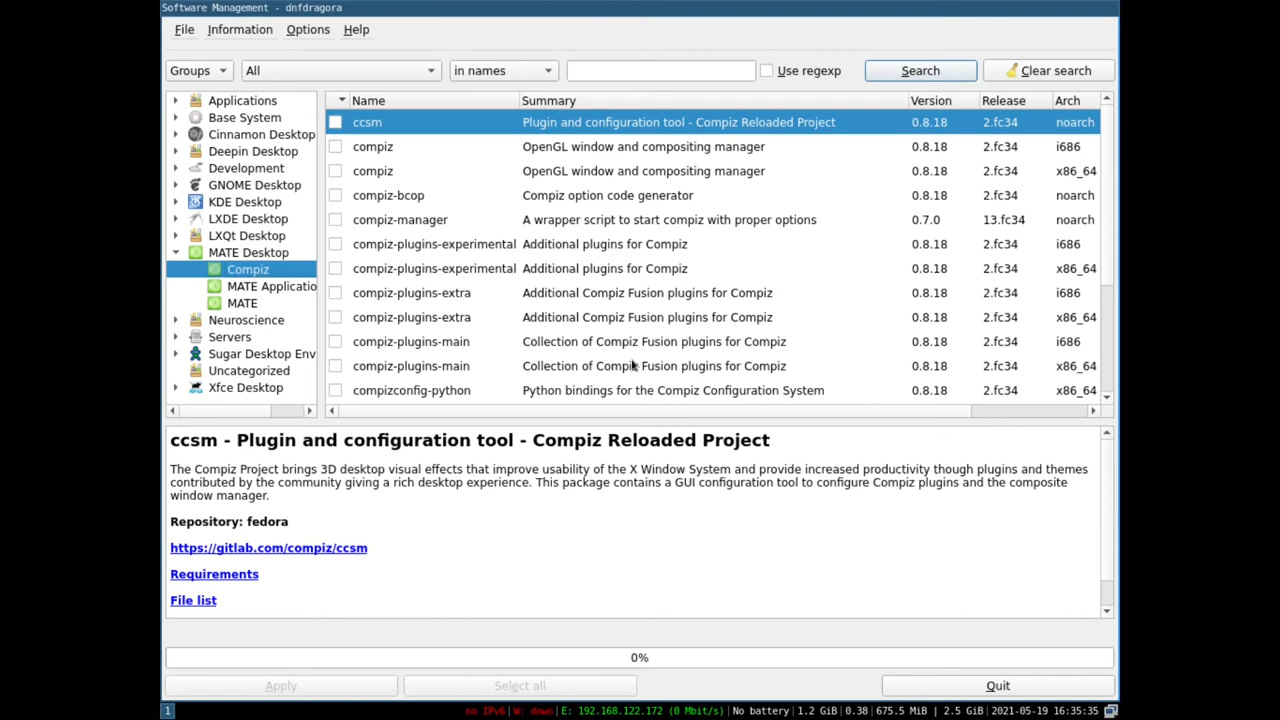 Software Management - dnfdragora
File Information Options Help
Groups All in names Use regexp Search Clear search
Applications
Base System
Cinnamon Desktop
Deepin Desktop
Development
GNOME Desktop
KDE Desktop
LXDE Desktop
LXQt Desktop
MATE Desktop
Compiz
MATE Applicatio
MATE
Neuroscience
Servers
Sugar Desktop Env
Uncategorized
Xfce Desktop
Name Summary Version Release Arch
ccsm Plugin and configuration tool - Compiz Reloaded Project 0.8.18 2.fc34 noarch
compiz OpenGL window and compositing manager 0.8.18 2.fc34 i686
compiz OpenGL window and compositing manager 0.8.18 2.fc34 x86_64
compiz-bcop Compiz option code generator 0.8.18 2.fc34 noarch
compiz-manager A wrapper script to start compiz with proper options 0.7.0 13.fc34 noarch
compiz-plugins-experimental Additional plugins for Compiz 0.8.18 2.fc34 i686
compiz-plugins-experimental Additional plugins for Compiz 0.8.18 2.fc34 x86_64
compiz-plugins-extra Additional Compiz Fusion plugins for Compiz 0.8.18 2.fc34 i686
compiz-plugins-extra Additional Compiz Fusion plugins for Compiz 0.8.18 2.fc34 x86_64
compiz-plugins-main Collection of Compiz Fusion plugins for Compiz 0.8.18 2.fc34 i686
compiz-plugins-main Collection of Compiz Fusion plugins for Compiz 0.8.18 2.fc34 x86_64
compizconfig-python Python bindings for the Compiz Configuration System 0.8.18 2.fc34 x86_64
ccsm - Plugin and configuration tool - Compiz Reloaded Project
The Compiz Project brings 3D desktop visual effects that improve usability of the X Window System and provide increased productivity though plugins and themes
contributed by the community giving a rich desktop experience. This package contains a GUI configuration tool to configure Compiz plugins and the composite
window manager.
Repository: fedora
https://gitlab.com/compiz/ccsm
Requirements
File list
0%
Apply Select all Quit
1 no IPv6|W: down|E: 192.168.122.172 (0 Mbit/s)|No battery|1.2 GiB|0.38|675.5 MiB | 2.5 GiB|2021-05-19 16:35:35